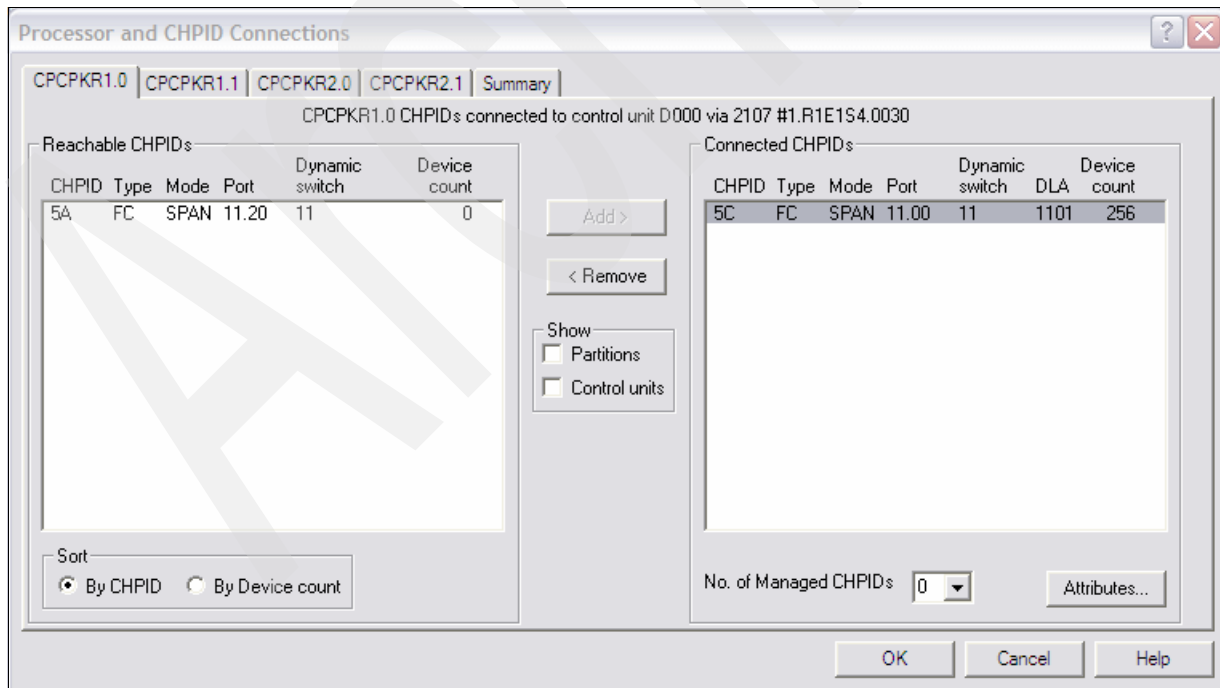 Processor and CHPID Connections
CPCPKR1.0 CPCPKR1.1 CPCPKR2.0 CPCPKR2.1 Summary
CPCPKR1.0 CHPIDs connected to control unit D000 via 2107 #1.R1E1S4.0030
Reachable CHPIDs
CHPID Type Mode Port Dynamic switch Device count
5A FC SPAN 11.20 11 0
Sort
By CHPID By Device count
Add >
< Remove
Show
Partitions
Control units
Connected CHPIDs
CHPID Type Mode Port Dynamic switch DLA Device count
5C FC SPAN 11.00 11 1101 256
No. of Managed CHPIDs 0
Attributes...
OK Cancel Help